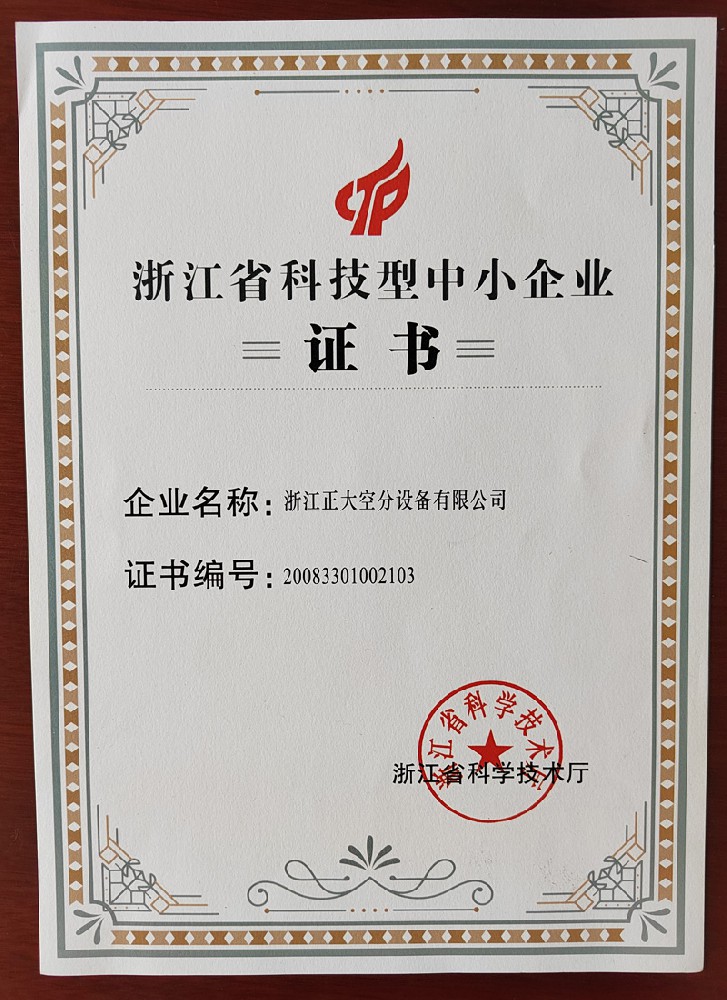 浙江省科技型中小企业
证书
企业名称：浙江正大空分设备有限公司
证书编号：20083301002103
浙江省科学技术厅
浙江省科学技术厅